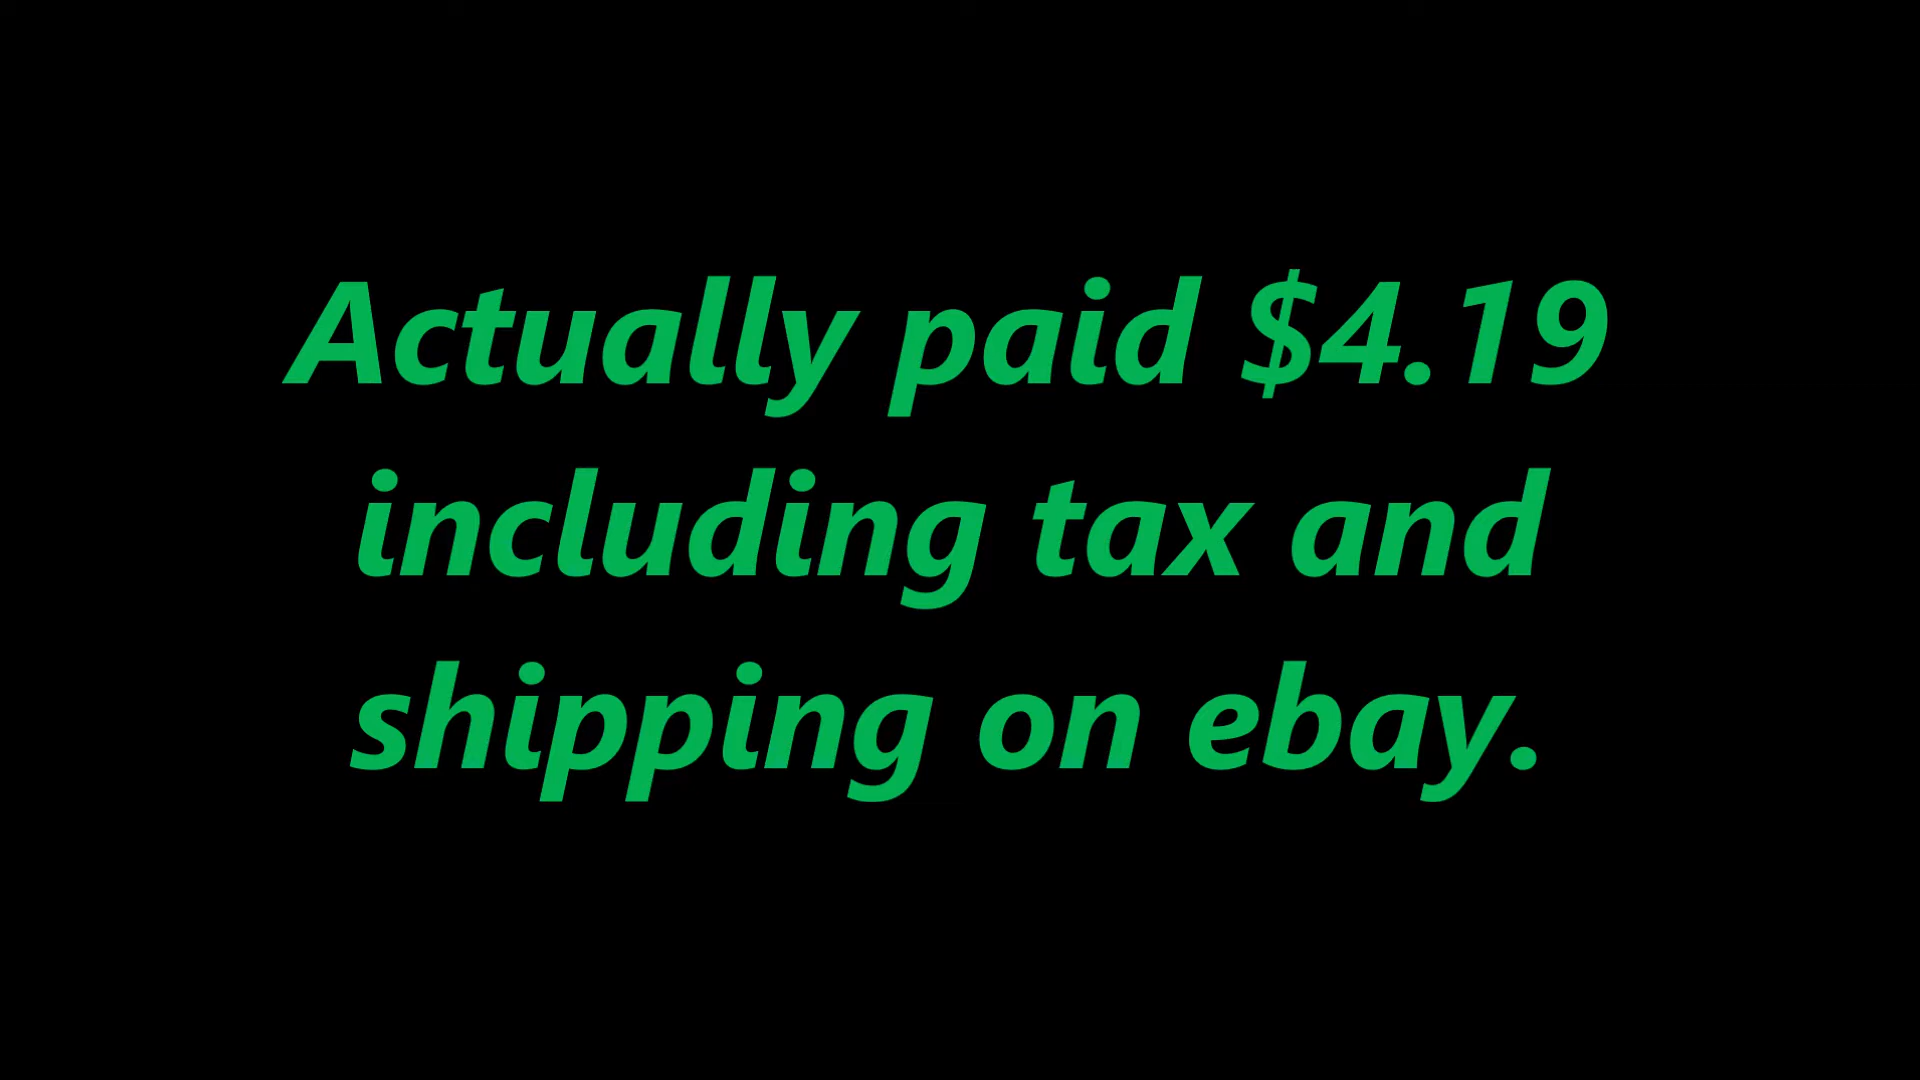 Actually paid $4.19
including tax and
shipping on ebay.